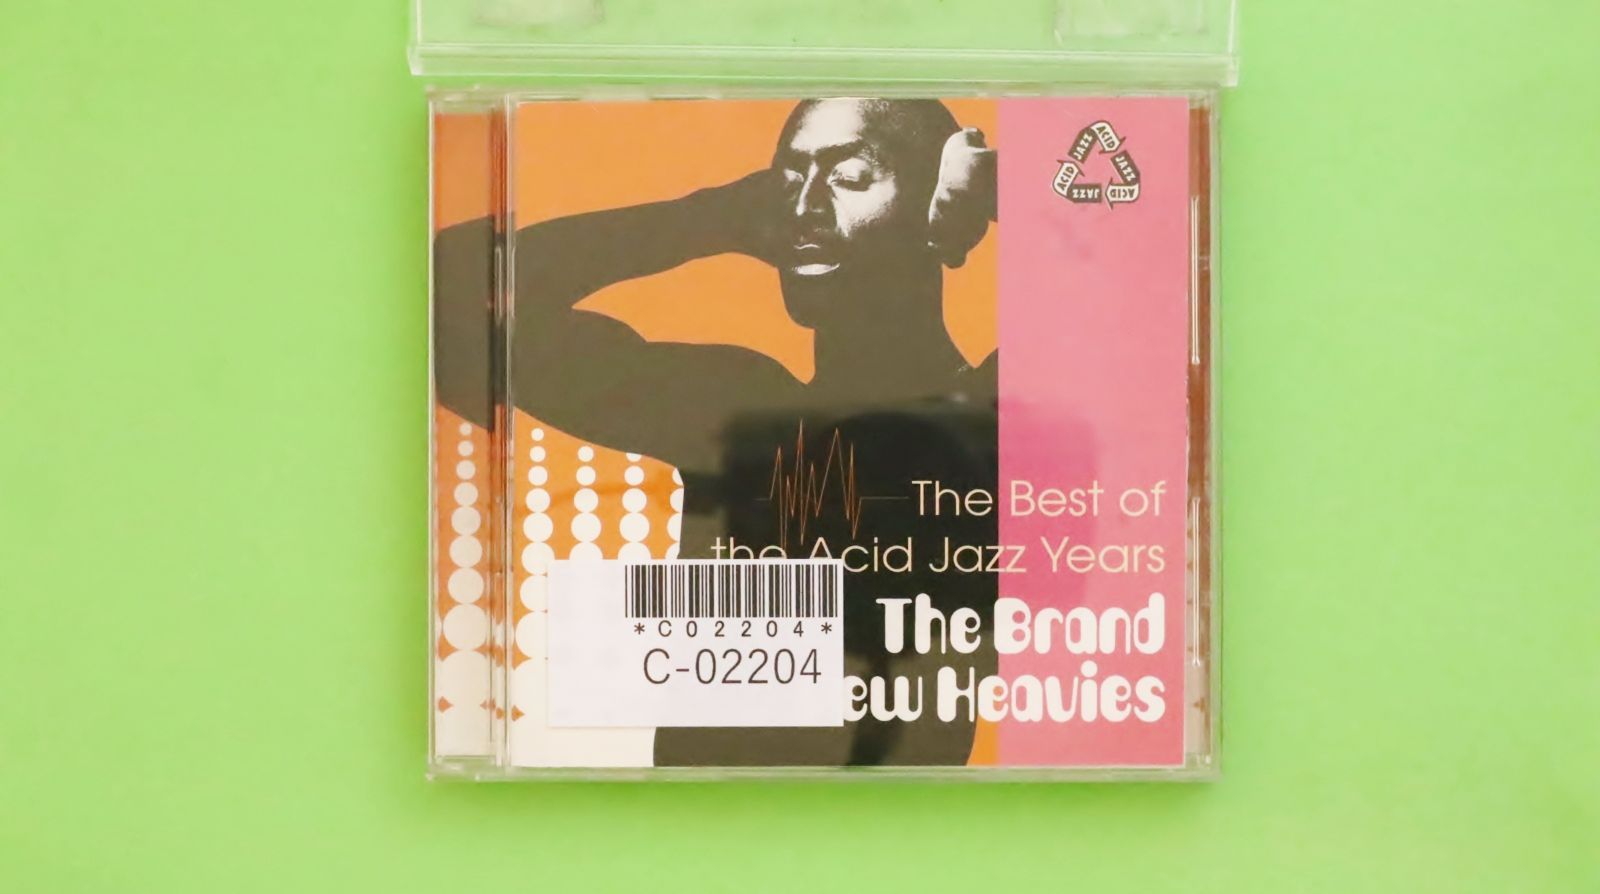 ACID JAZZ ACID JAZZ ACID JAZZ
The Best of
the Acid Jazz Years
The Brand
ew Heavies
*C02204*
C-02204